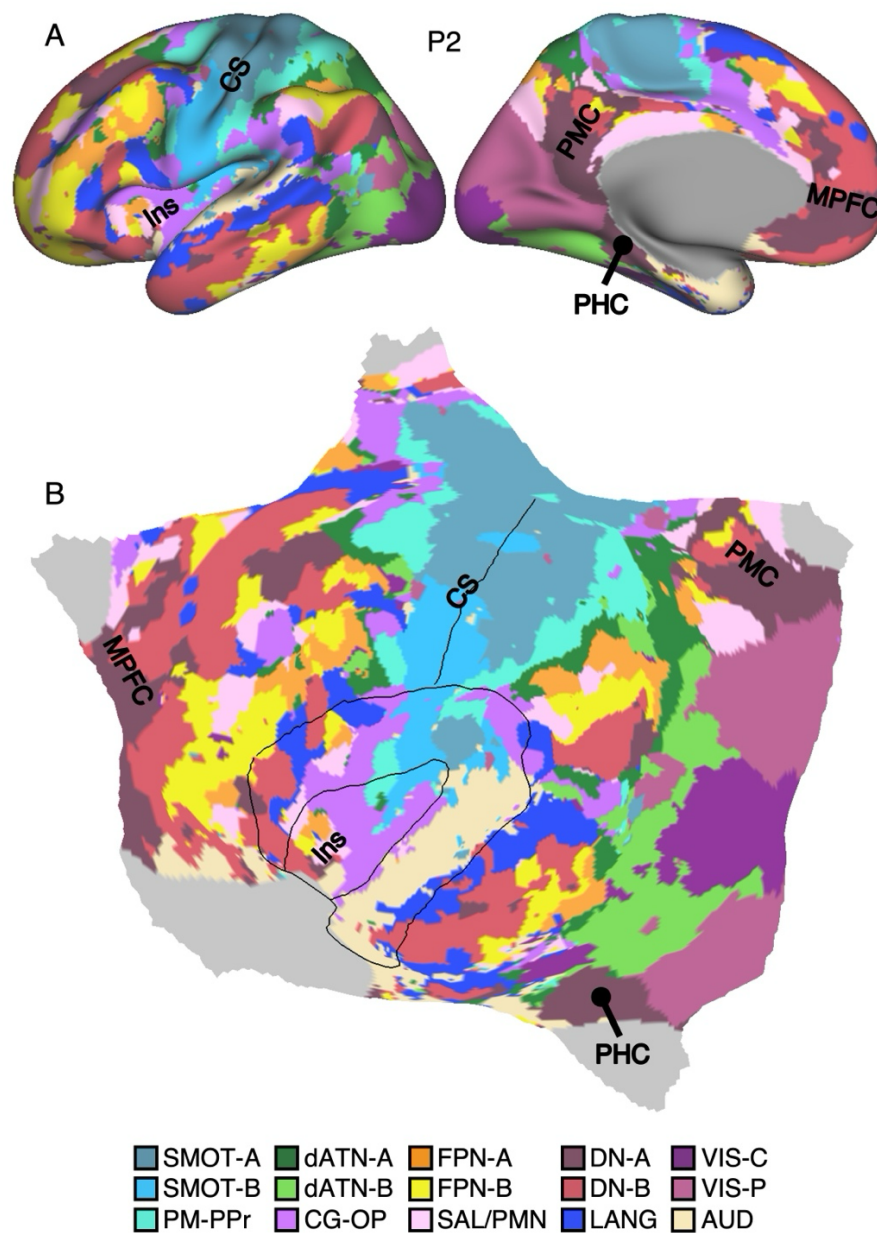 A
P2
CS
Ins
PMC
MPFC
PHC
B
CS
PMC
MPFC
Ins
PHC
SMOT-A dATN-A FPN-A DN-A VIS-C
SMOT-B dATN-B FPN-B DN-B VIS-P
PM-PPr CG-OP SAL/PMN LANG AUD